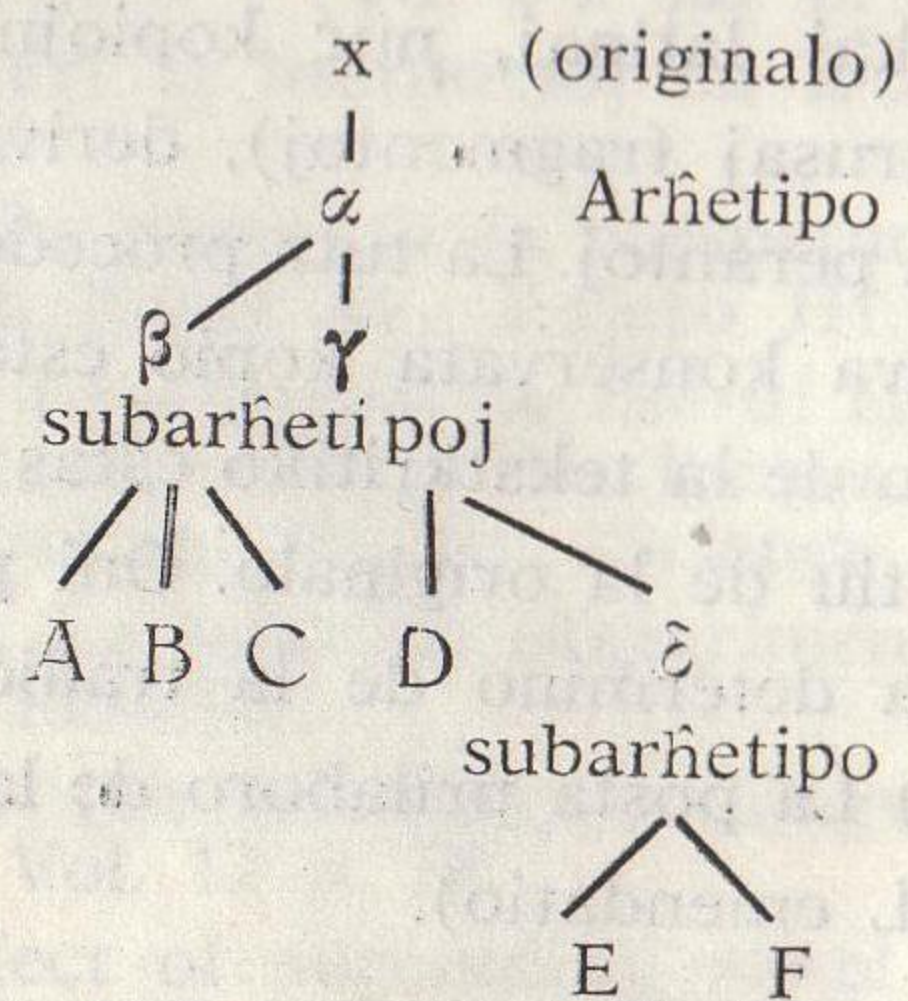 x (originalo)
α Arĥetipo
β γ
subarĥetipoj
A B C D δ
subarĥetipo
E F